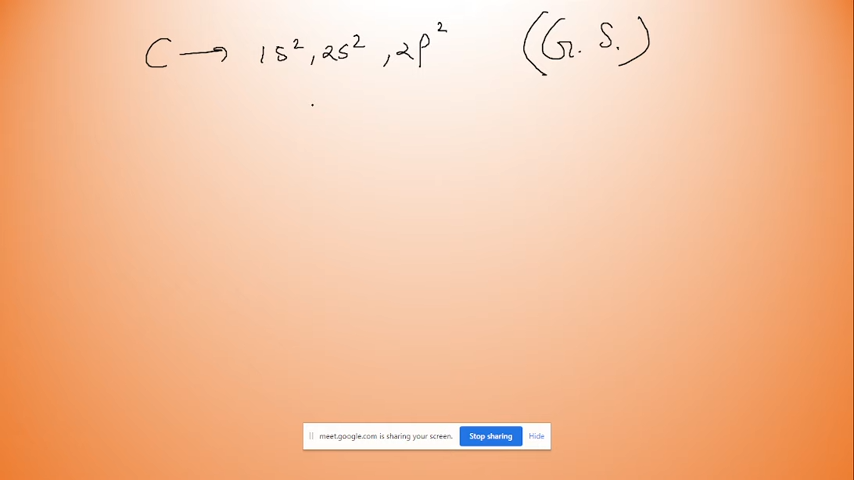 C → 1s², 2s², 2p² (G.S.)
meet.google.com is sharing your screen. Stop sharing Hide